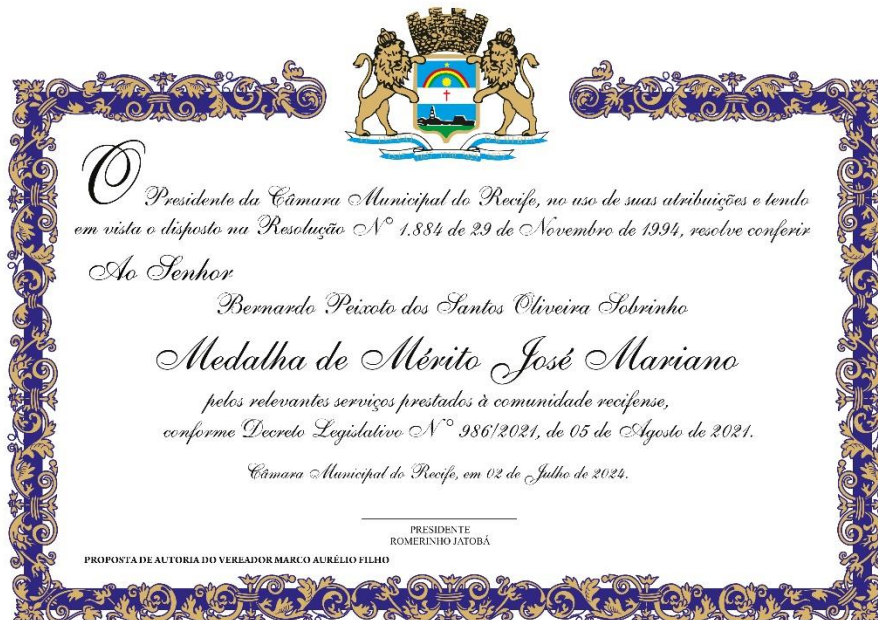 O Presidente da Câmara Municipal do Recife, no uso de suas atribuições e tendo
em vista o disposto na Resolução N° 1.884 de 29 de Novembro de 1994, resolve conferir
Ao Senhor
Bernardo Peixoto dos Santos Oliveira Sobrinho
Medalha de Mérito José Mariano
pelos relevantes serviços prestados à comunidade recifense,
conforme Decreto Legislativo N° 986/2021, de 05 de Agosto de 2021.
Câmara Municipal do Recife, em 02 de Julho de 2024.
PRESIDENTE
ROMERINHO JATOBÁ
PROPOSTA DE AUTORIA DO VEREADOR MARCO AURÉLIO FILHO